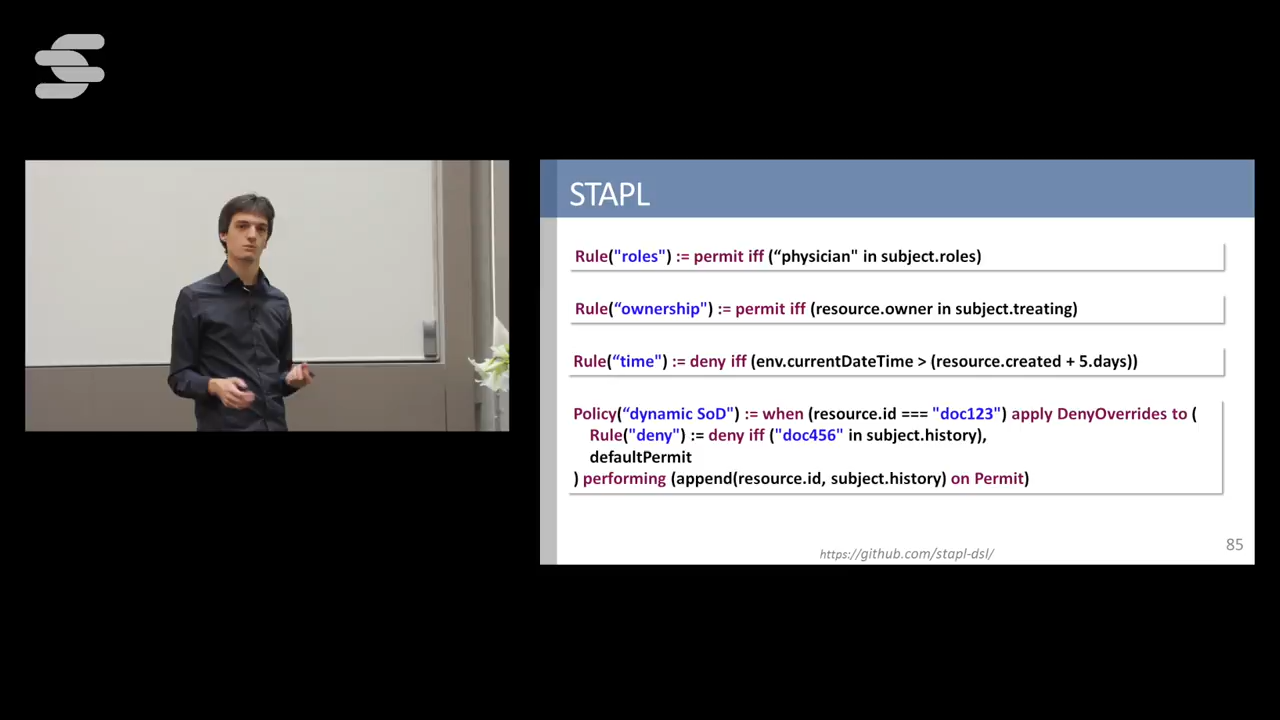 STAPL
Rule("roles") := permit iff (“physician" in subject.roles)
Rule(“ownership") := permit iff (resource.owner in subject.treating)
Rule(“time") := deny iff (env.currentDateTime > (resource.created + 5.days))
Policy(“dynamic SoD") := when (resource.id === "doc123") apply DenyOverrides to (
Rule("deny") := deny iff ("doc456" in subject.history),
defaultPermit
) performing (append(resource.id, subject.history) on Permit)
85
https://github.com/stapl-dsl/